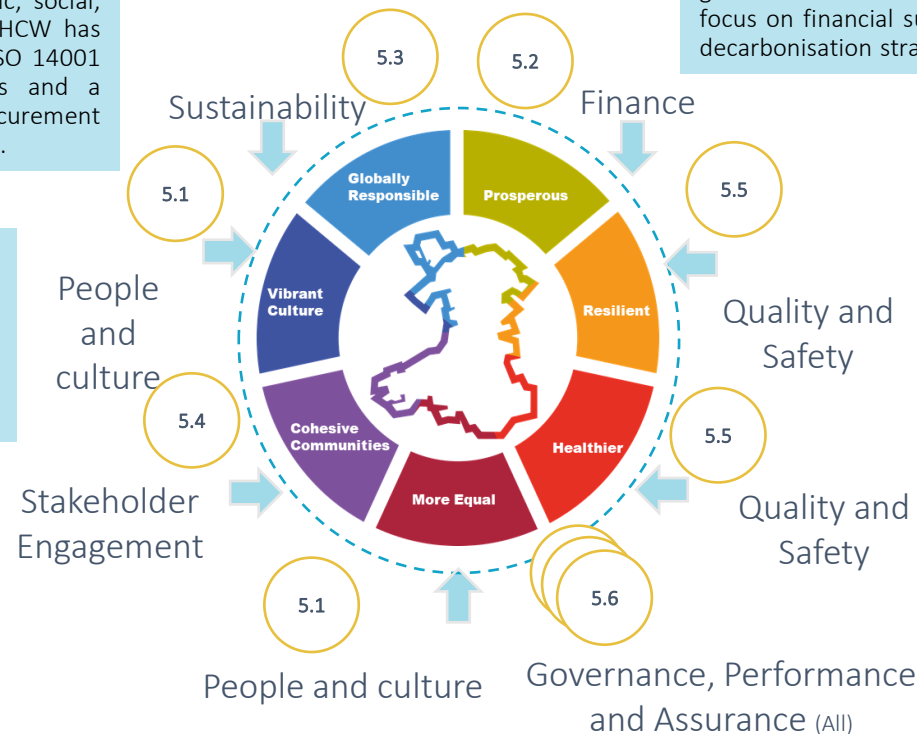 ic, social,
HCW has
SO 14001
s and a
curement
.
focus on financial su
decarbonisation stra
5.3
5.2
Sustainability
Finance
5.1
5.5
Globally
Responsible
Prosperous
People
and
culture
Vibrant
Culture
Resilient
Quality and
Safety
5.4
5.5
Cohesive
Communities
Healthier
More Equal
Stakeholder
Engagement
Quality and
Safety
5.1
5.6
People and culture
Governance, Performance
and Assurance (All)